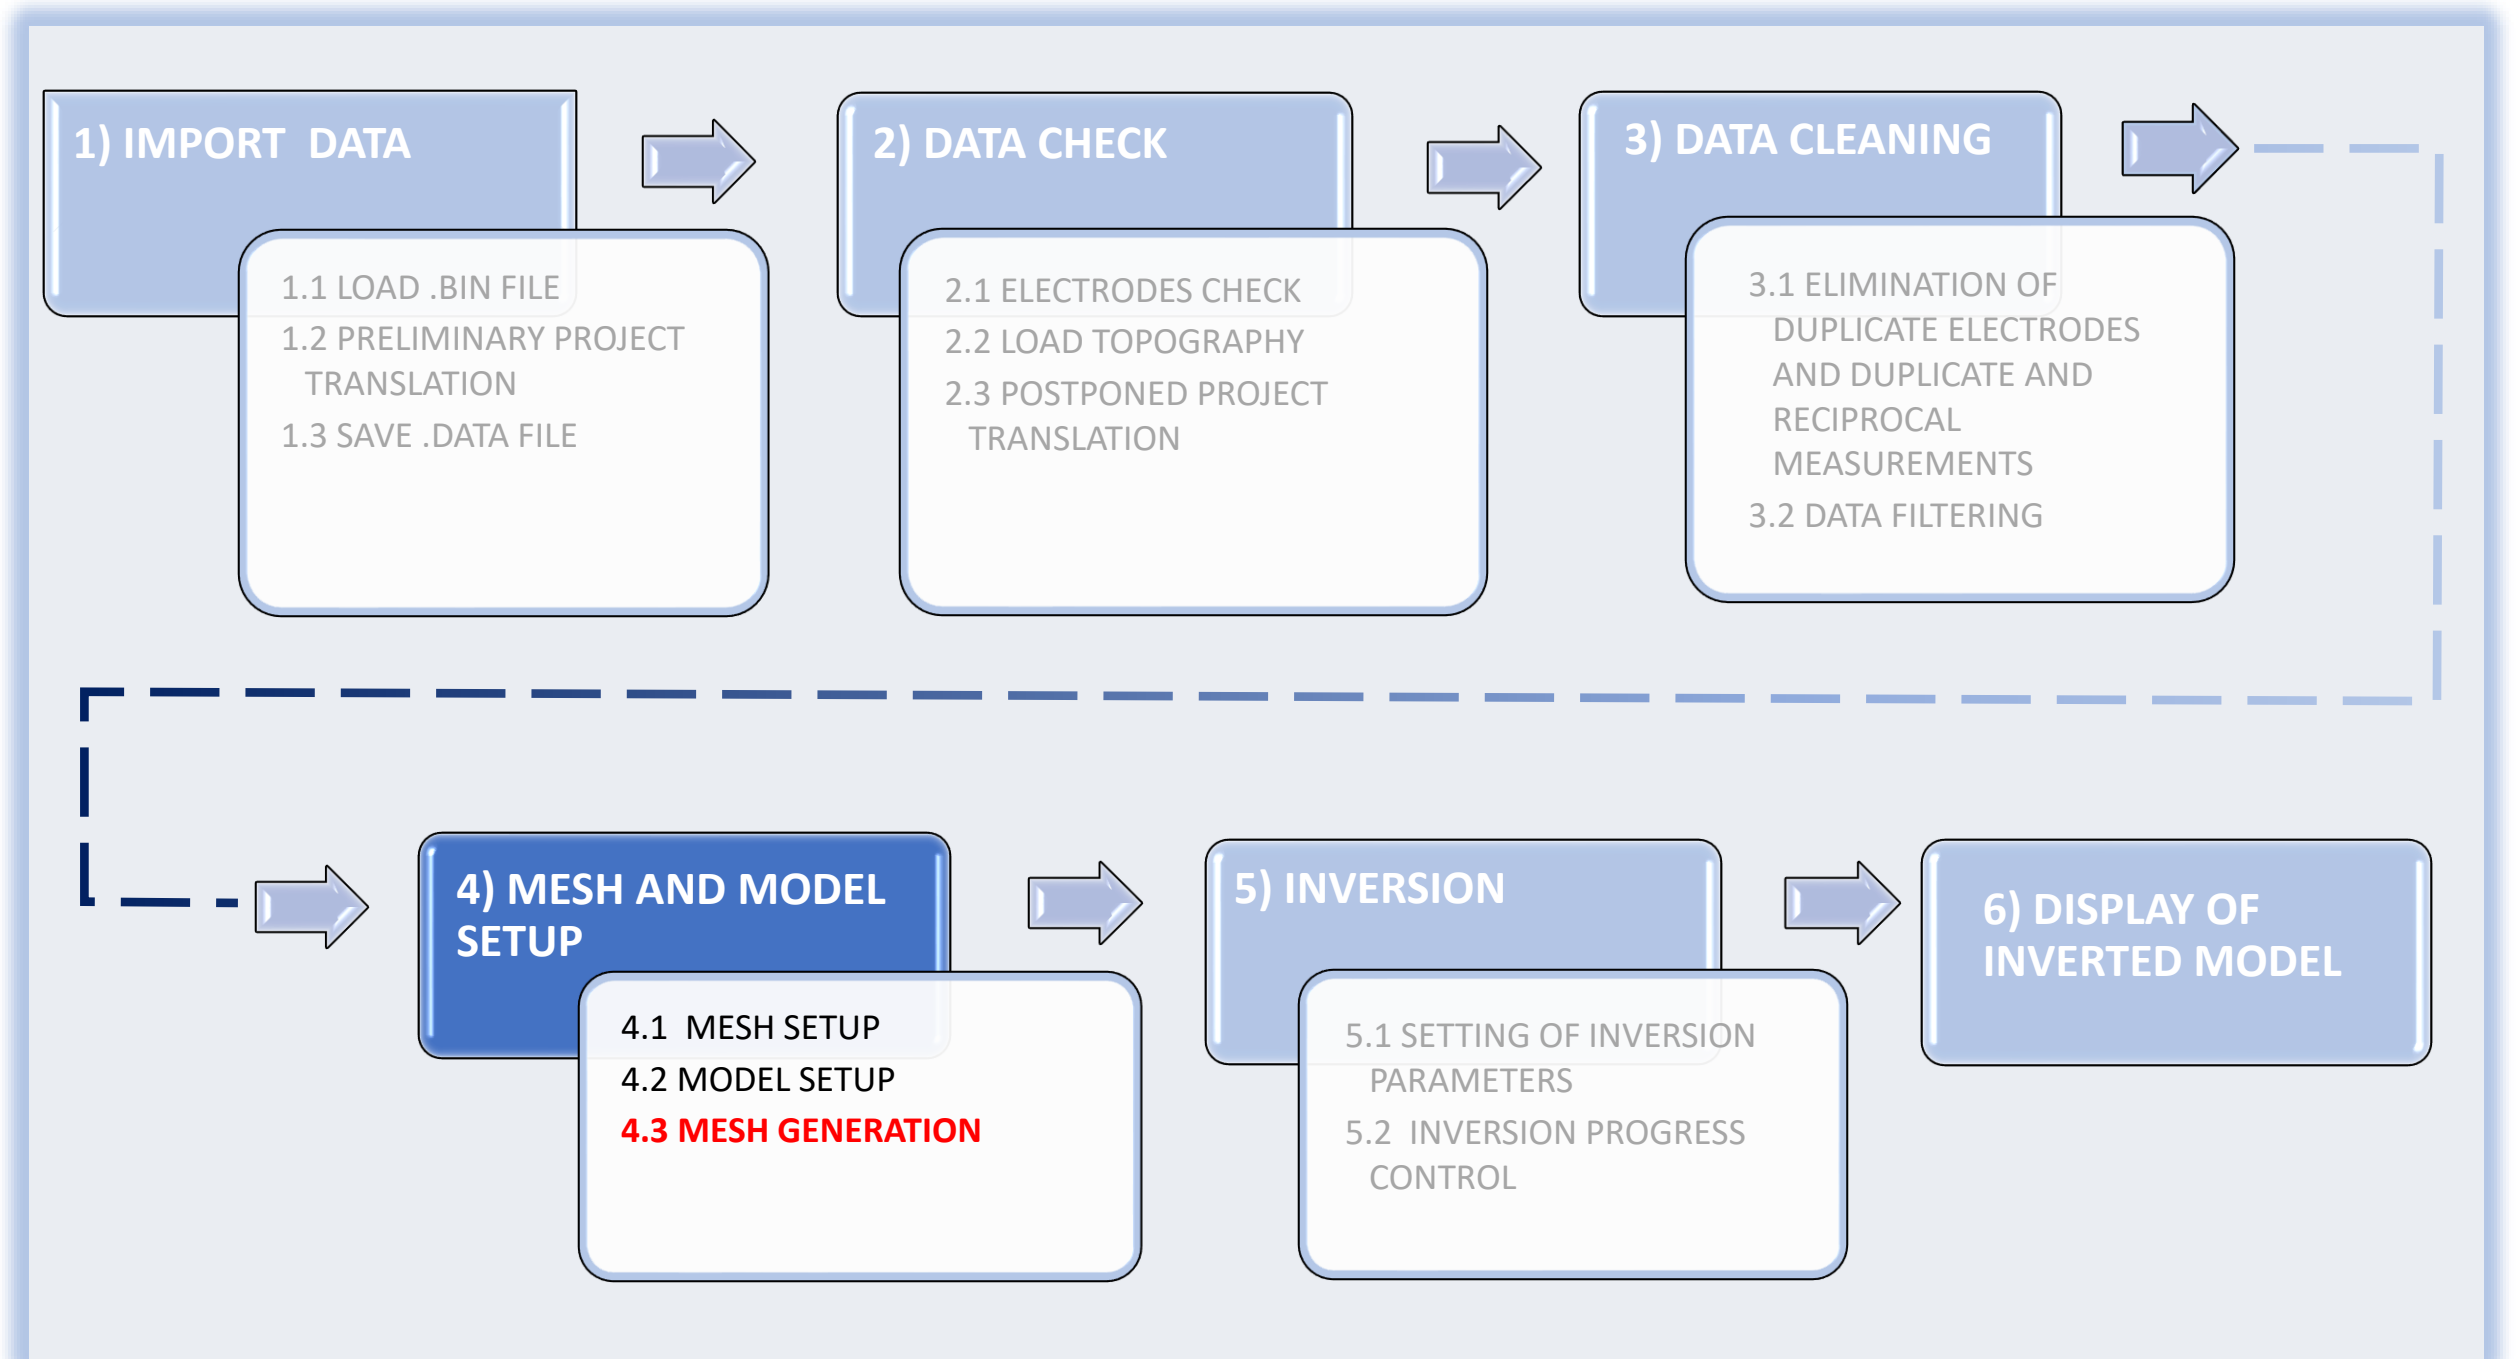 1) IMPORT  DATA
1.1 LOAD .BIN FILE
1.2 PRELIMINARY PROJECT
TRANSLATION
1.3 SAVE .DATA FILE
2) DATA CHECK
2.1 ELECTRODES CHECK
2.2 LOAD TOPOGRAPHY
2.3 POSTPONED PROJECT
TRANSLATION
3) DATA CLEANING
3.1 ELIMINATION OF
DUPLICATE ELECTRODES
AND DUPLICATE AND
RECIPROCAL
MEASUREMENTS
3.2 DATA FILTERING
4) MESH AND MODEL
SETUP
4.1  MESH SETUP
4.2 MODEL SETUP
4.3 MESH GENERATION
5) INVERSION
5.1 SETTING OF INVERSION
PARAMETERS
5.2  INVERSION PROGRESS
CONTROL
6) DISPLAY OF
INVERTED MODEL